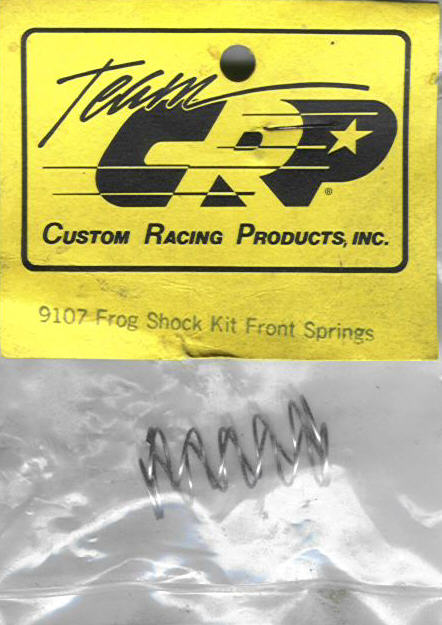 Team
CRP
®
CUSTOM RACING PRODUCTS, INC.
9107 Frog Shock Kit Front Springs